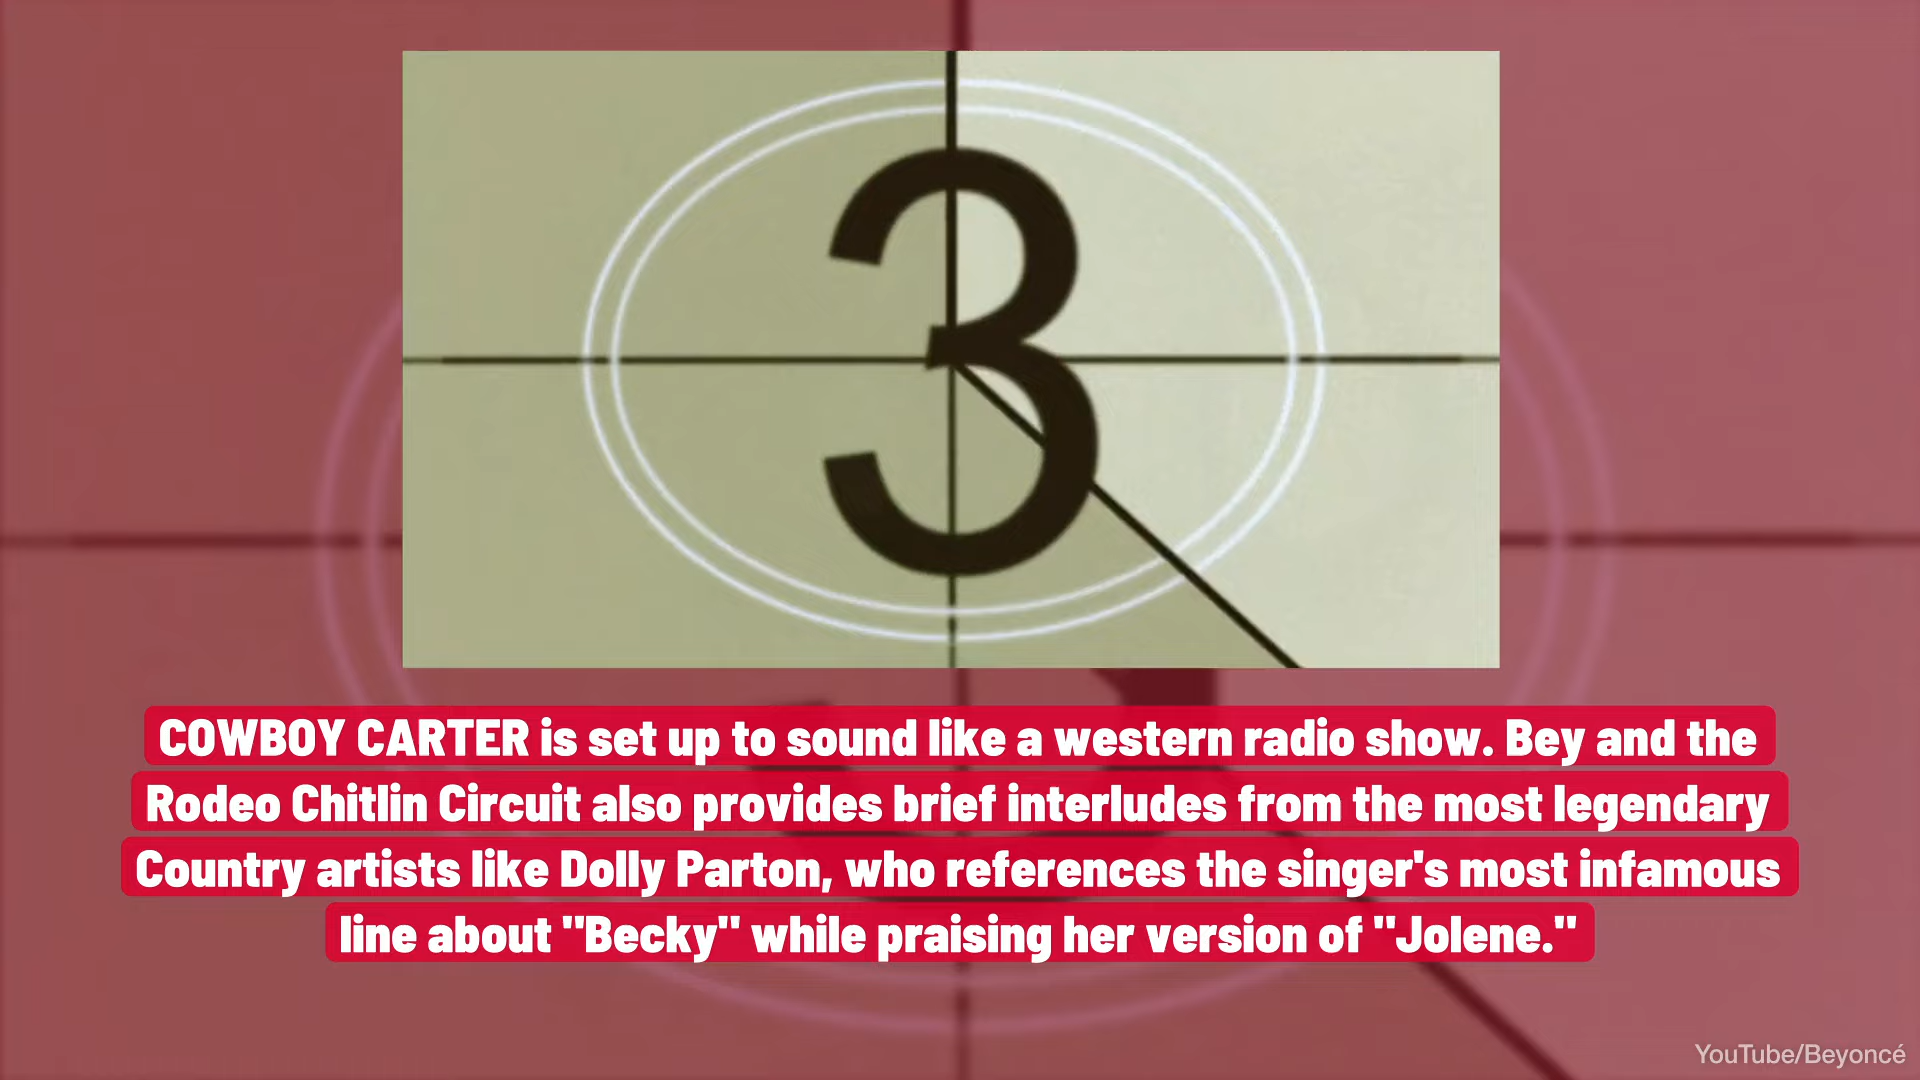 3
COWBOY CARTER is set up to sound like a western radio show. Bey and the
Rodeo Chitlin Circuit also provides brief interludes from the most legendary
Country artists like Dolly Parton, who references the singer's most infamous
line about "Becky" while praising her version of "Jolene."
YouTube/Beyoncé